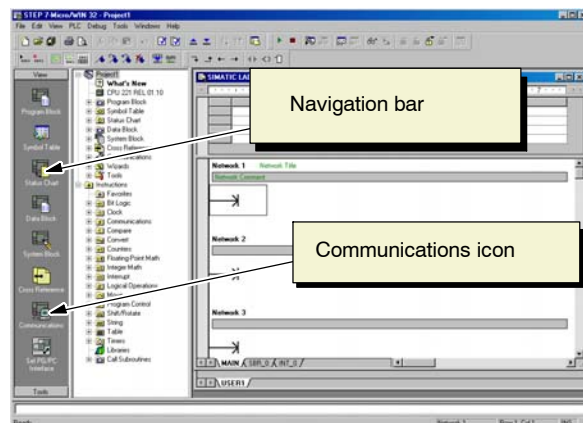 STEP 7-Micro/WIN 32 - Project1
File Edit View PLC Debug Tools Windows Help
View
Program Block
Symbol Table
Status Chart
Data Block
System Block
Cross Reference
Communications
Set PG/PC
Interface
Tools
Project1
What's New
CPU 221 REL 01.10
Program Block
Symbol Table
Status Chart
Data Block
System Block
Cross Reference
Wizards
Tools
Instructions
Favorites
Bit Logic
Clock
Communications
Compare
Convert
Counters
Floating-Point Math
Integer Math
Interrupt
Logical Operations
Move
Program Control
Shift/Rotate
String
Table
Timers
Libraries
Call Subroutines
SIMATIC LAD
Navigation bar
Network 1 Network Title
Network Comment
Network 2
Communications icon
Network 3
MAIN SBR_0 INT_0
USER1
Ready